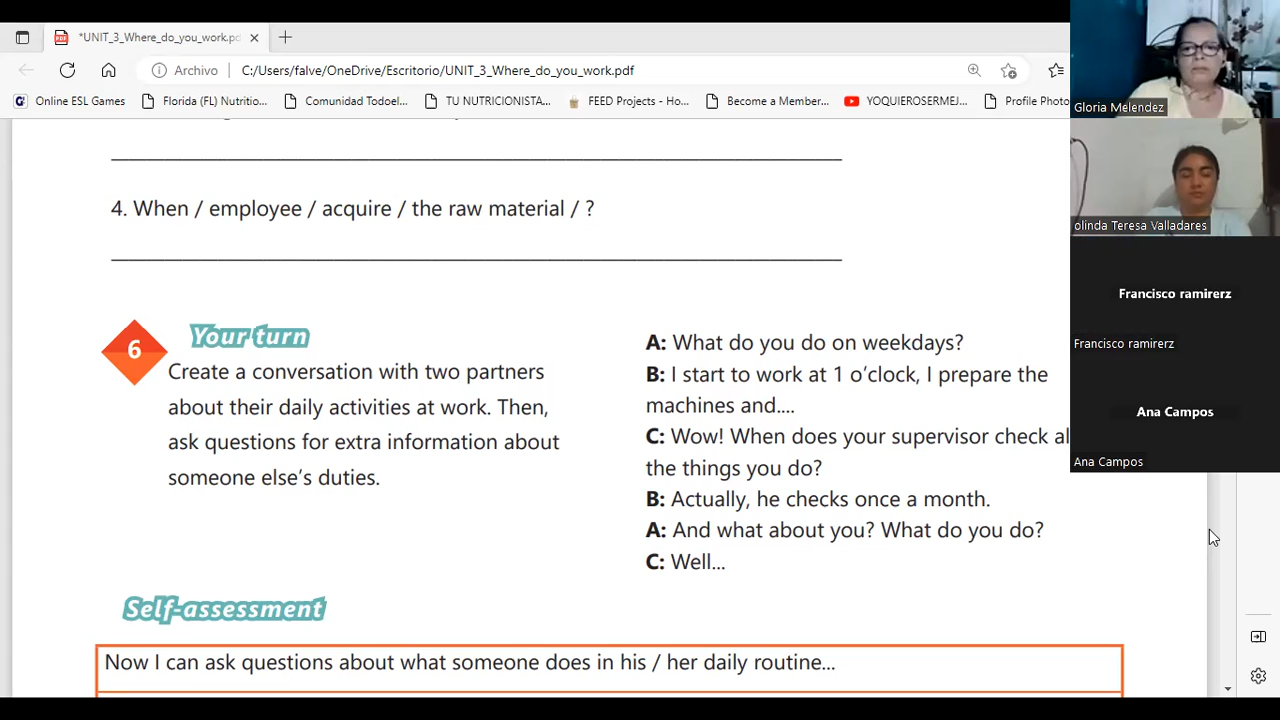 *UNIT_3_Where_do_you_work.pd
Archivo
C:/Users/falve/OneDrive/Escritorio/UNIT_3_Where_do_you_work.pdf
Online ESL Games
Florida (FL) Nutritio...
Comunidad Todoel...
TU NUTRICIONISTA...
FEED Projects - Ho...
Become a Member...
YOQUIEROSERMEJ...
Profile Photo
4. When / employee / acquire / the raw material / ?
6
Your turn
Create a conversation with two partners
about their daily activities at work. Then,
ask questions for extra information about
someone else's duties.
A: What do you do on weekdays?
B: I start to work at 1 o'clock, I prepare the
machines and....
C: Wow! When does your supervisor check al
the things you do?
B: Actually, he checks once a month.
A: And what about you? What do you do?
C: Well...
Self-assessment
Now I can ask questions about what someone does in his / her daily routine...
Gloria Melendez
olinda Teresa Valladares
Francisco ramirerz
Francisco ramirerz
Ana Campos
Ana Campos